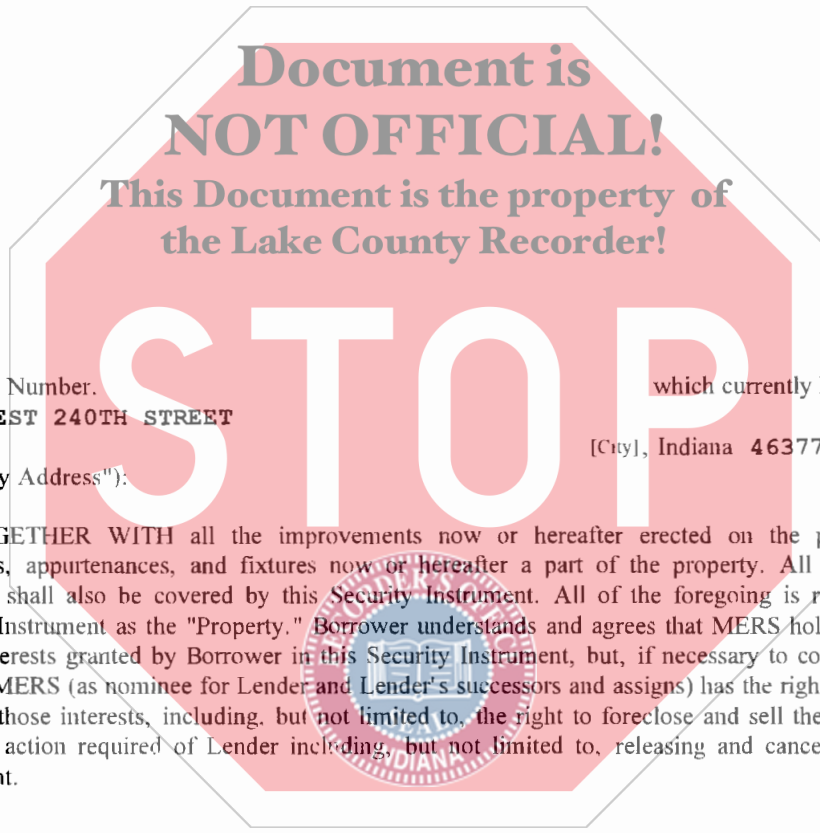 Document is
NOT OFFICIAL!
This Document is the property of
the Lake County Recorder!
STOP
Number. which currently
EST 240TH STREET
[City], Indiana 46377
y Address"):
GETHER WITH all the improvements now or hereafter erected on the p
s, appurtenances, and fixtures now or hereafter a part of the property. All
shall also be covered by this Security Instrument. All of the foregoing is r
Instrument as the "Property." Borrower understands and agrees that MERS hol
erests granted by Borrower in this Security Instrument, but, if necessary to co
MERS (as nominee for Lender and Lender's successors and assigns) has the right
those interests, including, but not limited to, the right to foreclose and sell the
action required of Lender including, but not limited to, releasing and cance
nt.
RECORDER'S OFFICE
INDIANA